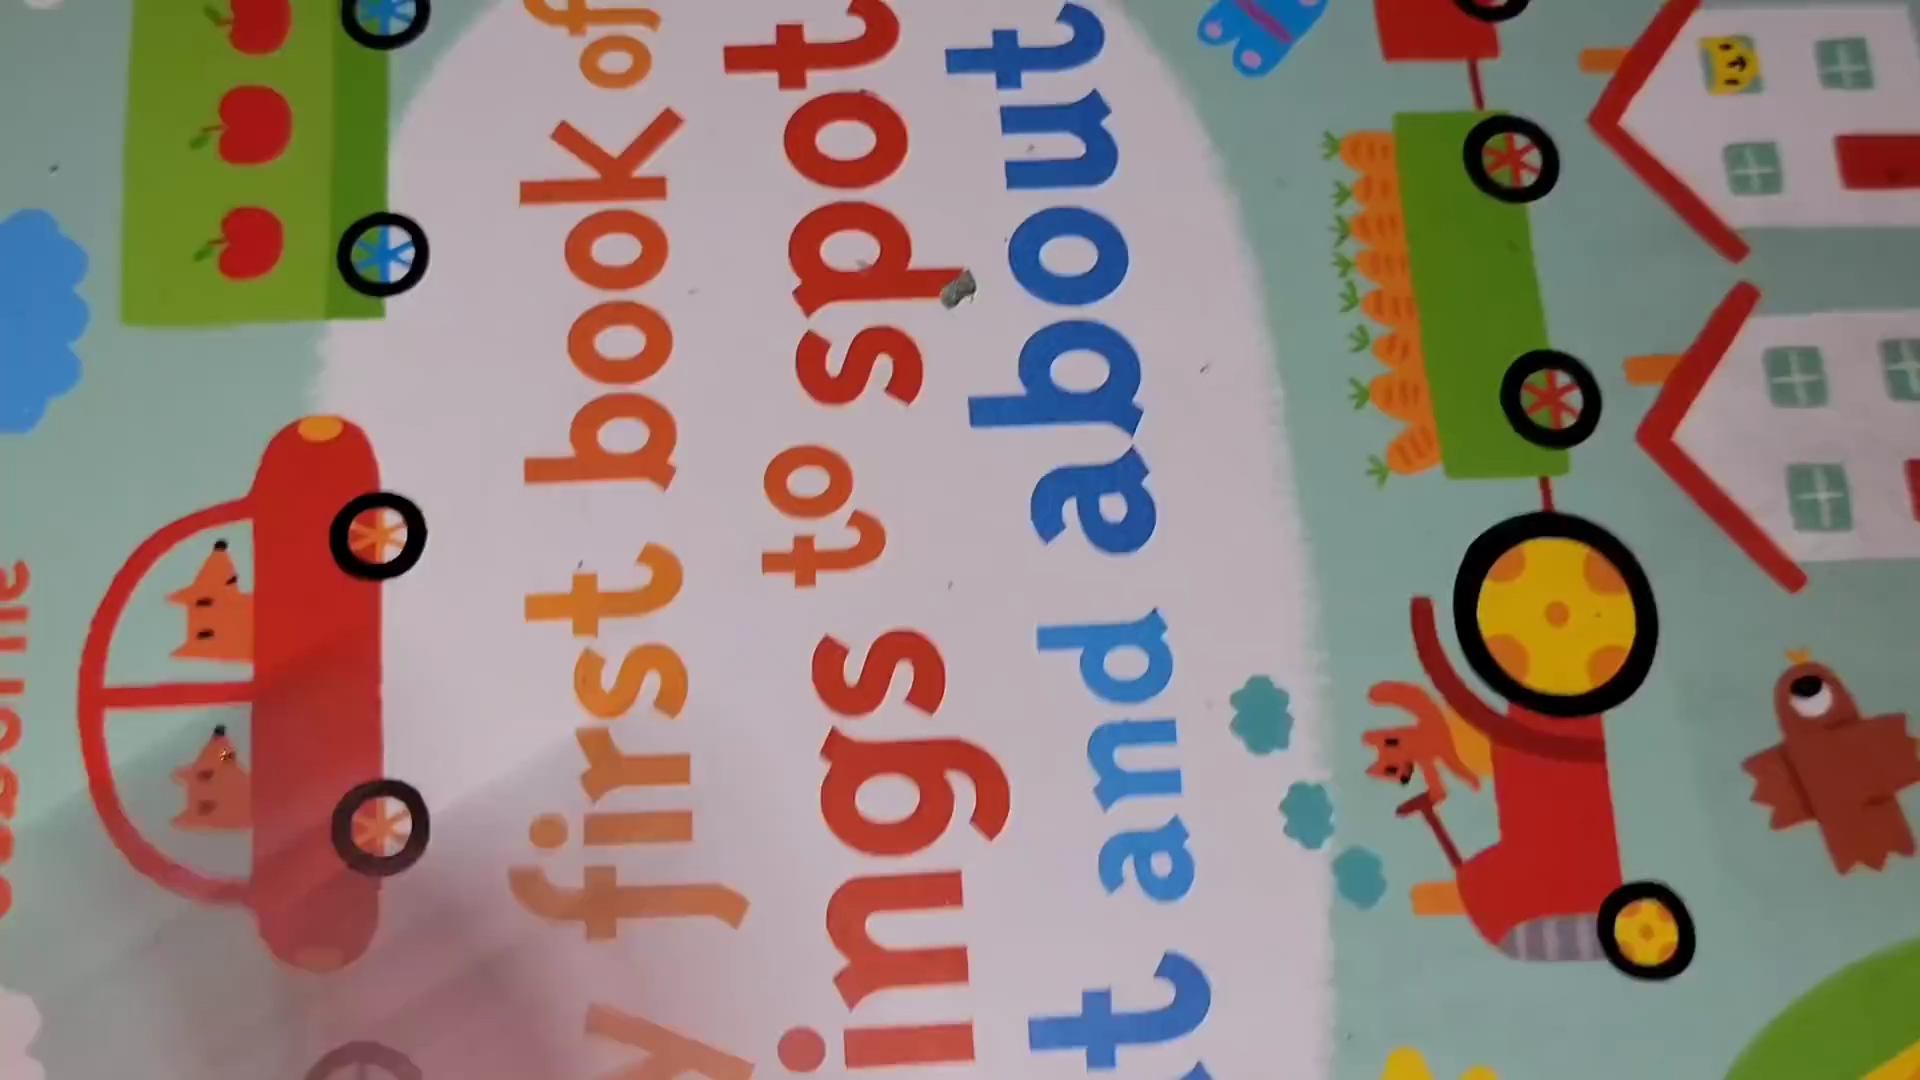 y first book of
ings to spot
t and about